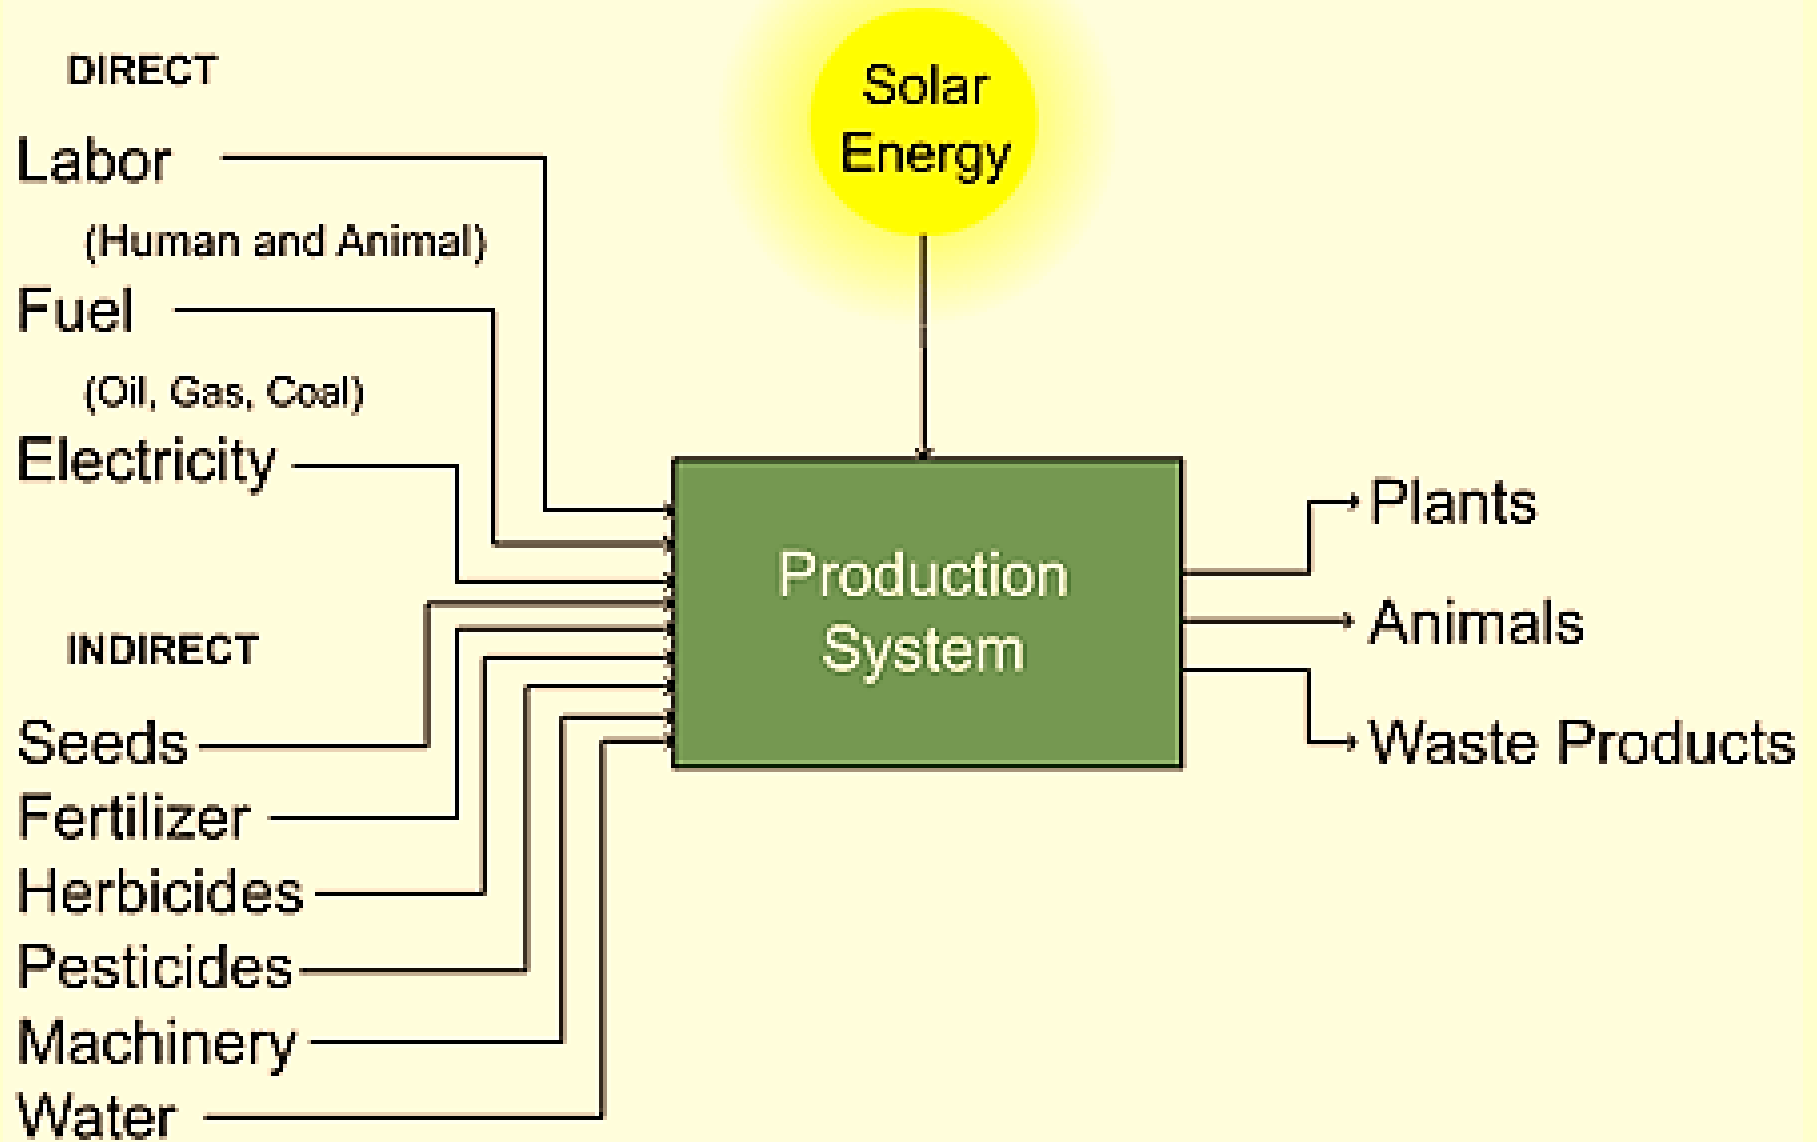 DIRECT
Labor
(Human and Animal)
Fuel
(Oil, Gas, Coal)
Electricity
INDIRECT
Seeds
Fertilizer
Herbicides
Pesticides
Machinery
Water
Solar
Energy
Production
System
Plants
Animals
Waste Products